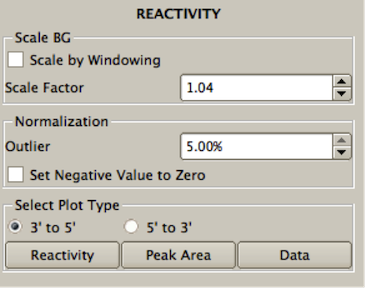 REACTIVITY
Scale BG
Scale by Windowing
Scale Factor 1.04
Normalization
Outlier 5.00%
Set Negative Value to Zero
Select Plot Type
3' to 5' 5' to 3'
Reactivity Peak Area Data